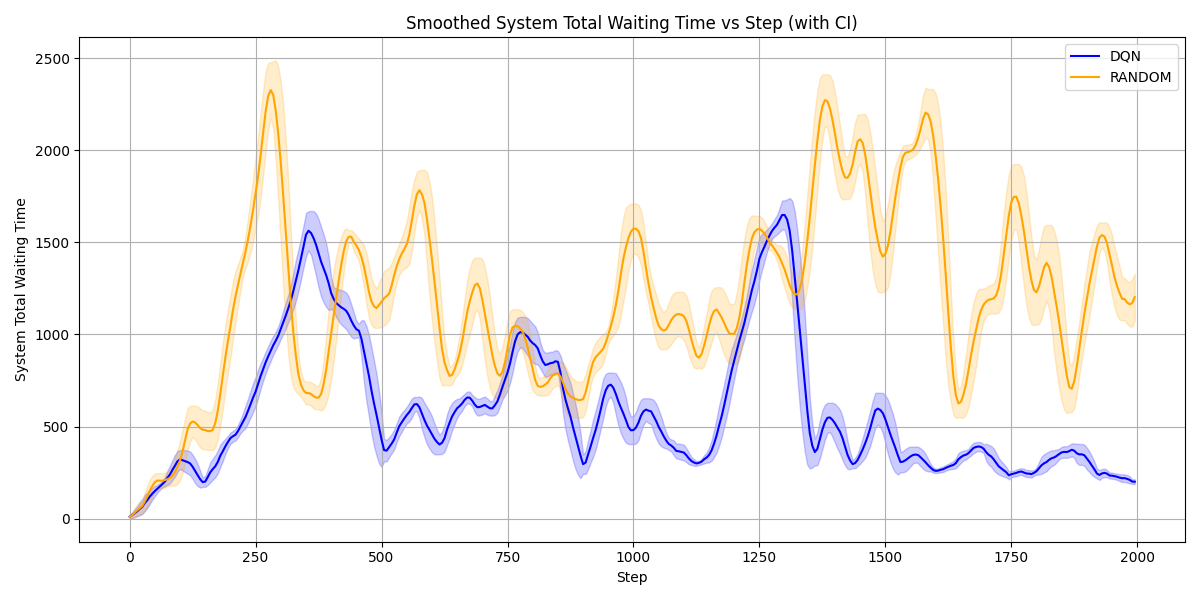 Smoothed System Total Waiting Time vs Step (with CI)
DQN
RANDOM
System Total Waiting Time
2500
2000
1500
1000
500
0
0 250 500 750 1000 1250 1500 1750 2000
Step